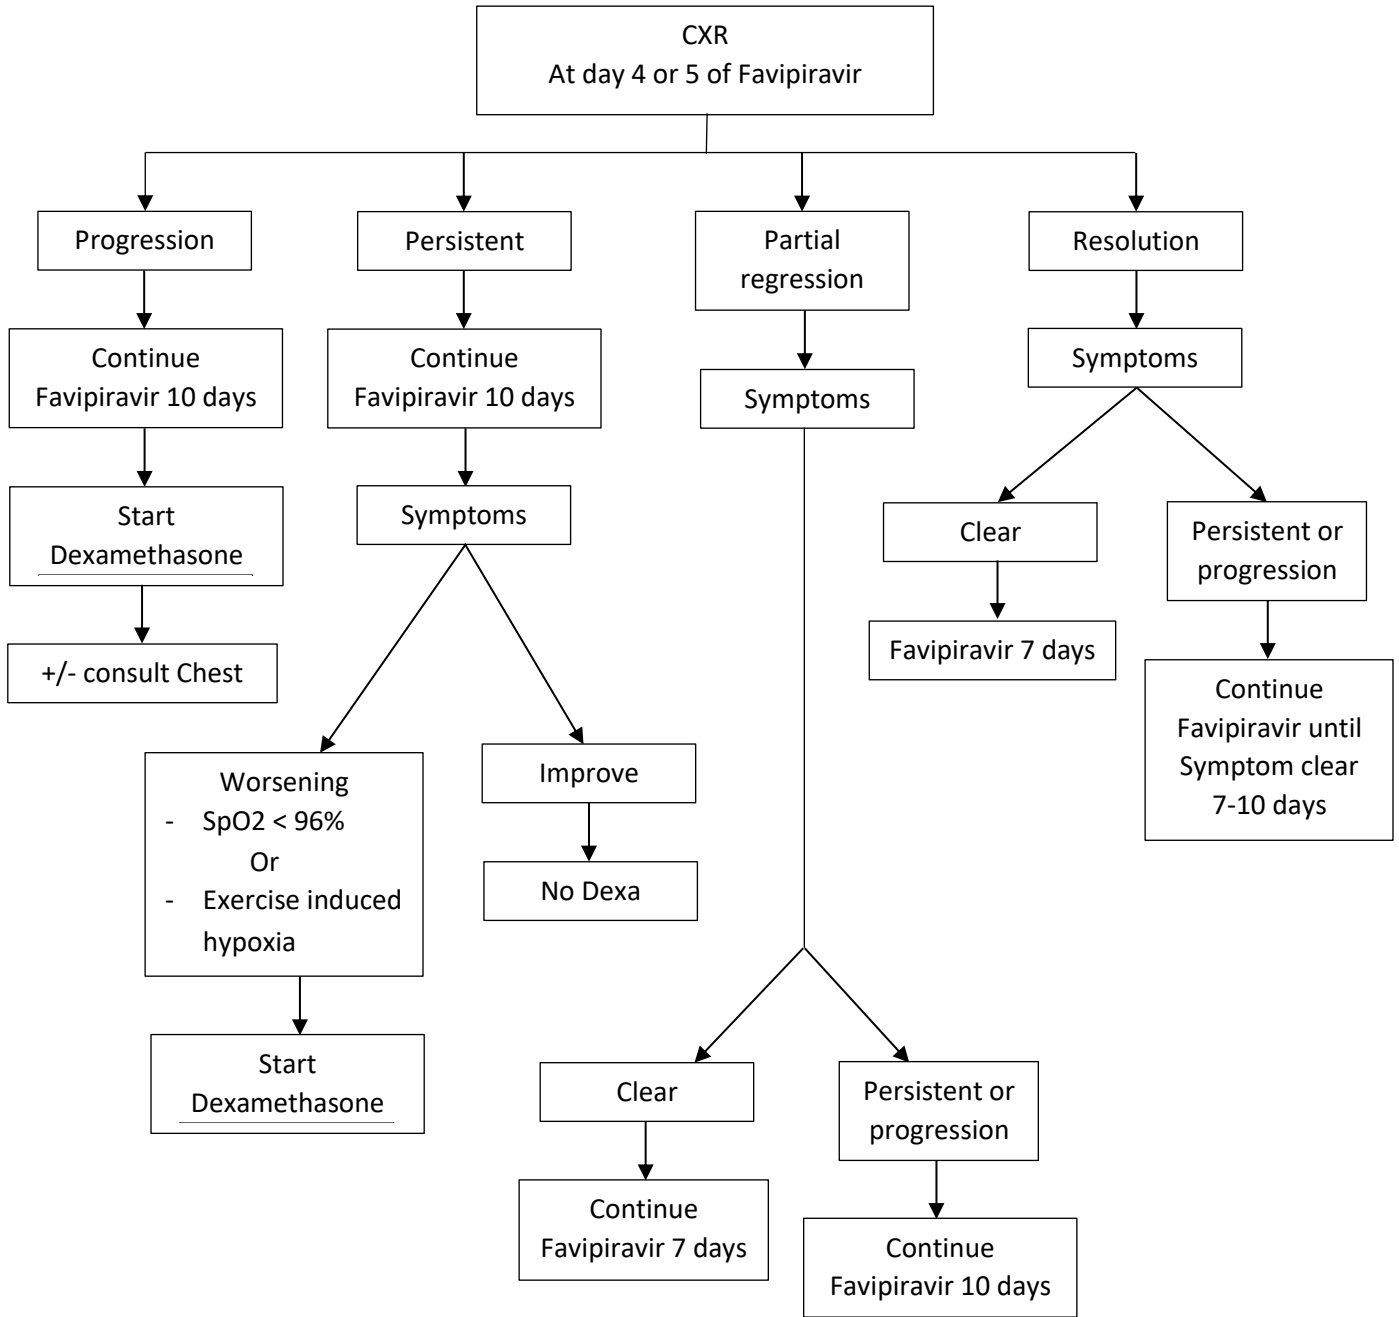 CXR
At day 4 or 5 of Favipiravir
Progression
Continue
Favipiravir 10 days
Start
Dexamethasone
+/- consult Chest
Persistent
Continue
Favipiravir 10 days
Symptoms
Worsening
- SpO2 < 96%
Or
- Exercise induced
hypoxia
Start
Dexamethasone
Improve
No Dexa
Partial
regression
Symptoms
Clear
Continue
Favipiravir 7 days
Persistent or
progression
Continue
Favipiravir 10 days
Resolution
Symptoms
Clear
Favipiravir 7 days
Persistent or
progression
Continue
Favipiravir until
Symptom clear
7-10 days